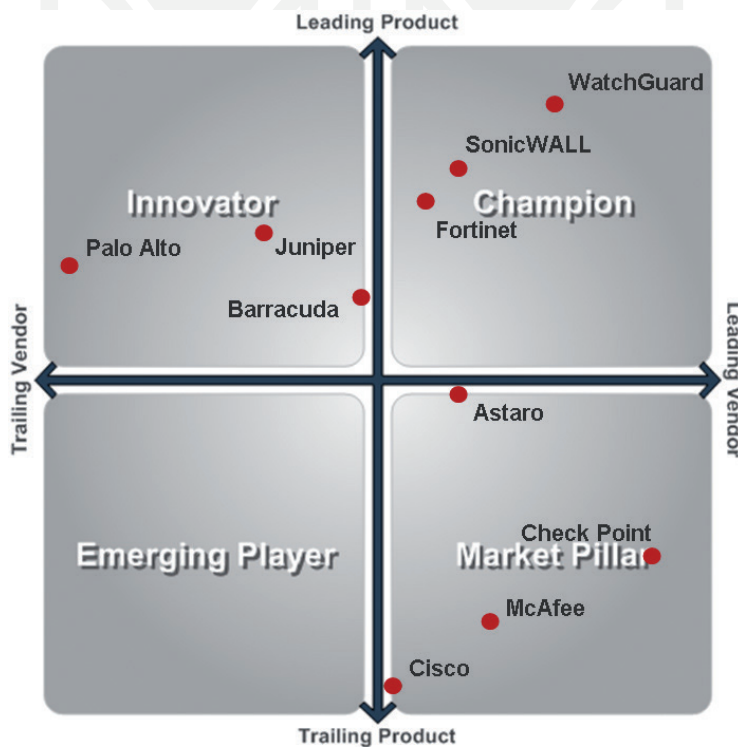 Leading Product
WatchGuard
SonicWALL
Innovator
Champion
Fortinet
Palo Alto
Juniper
Barracuda
Trailing Vendor
Leading Vendor
Astaro
Check Point
Emerging Player
Market Pillar
McAfee
Cisco
Trailing Product